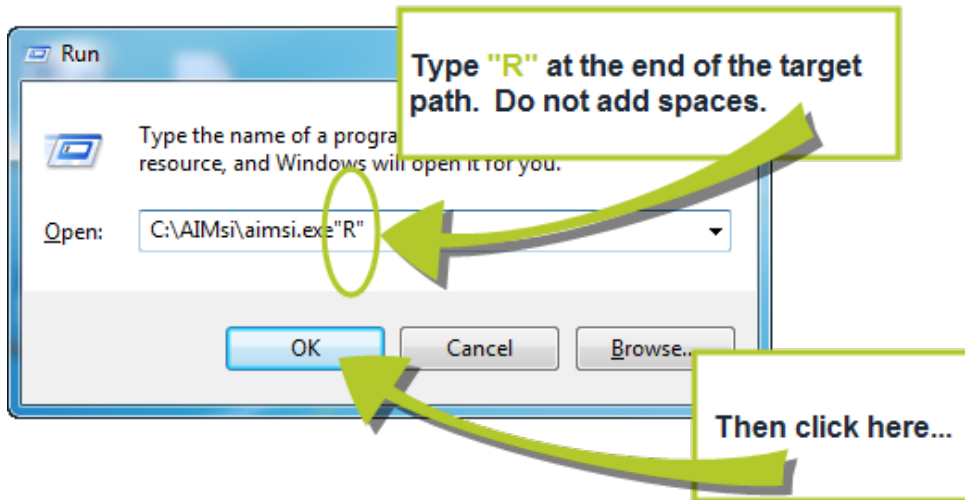 Run
Type "R" at the end of the target
path. Do not add spaces.
Type the name of a progra
resource, and Windows will open it for you.
Open:
C:\AIMsi\aimsi.exe"R"
OK
Cancel
Browse..
Then click here...